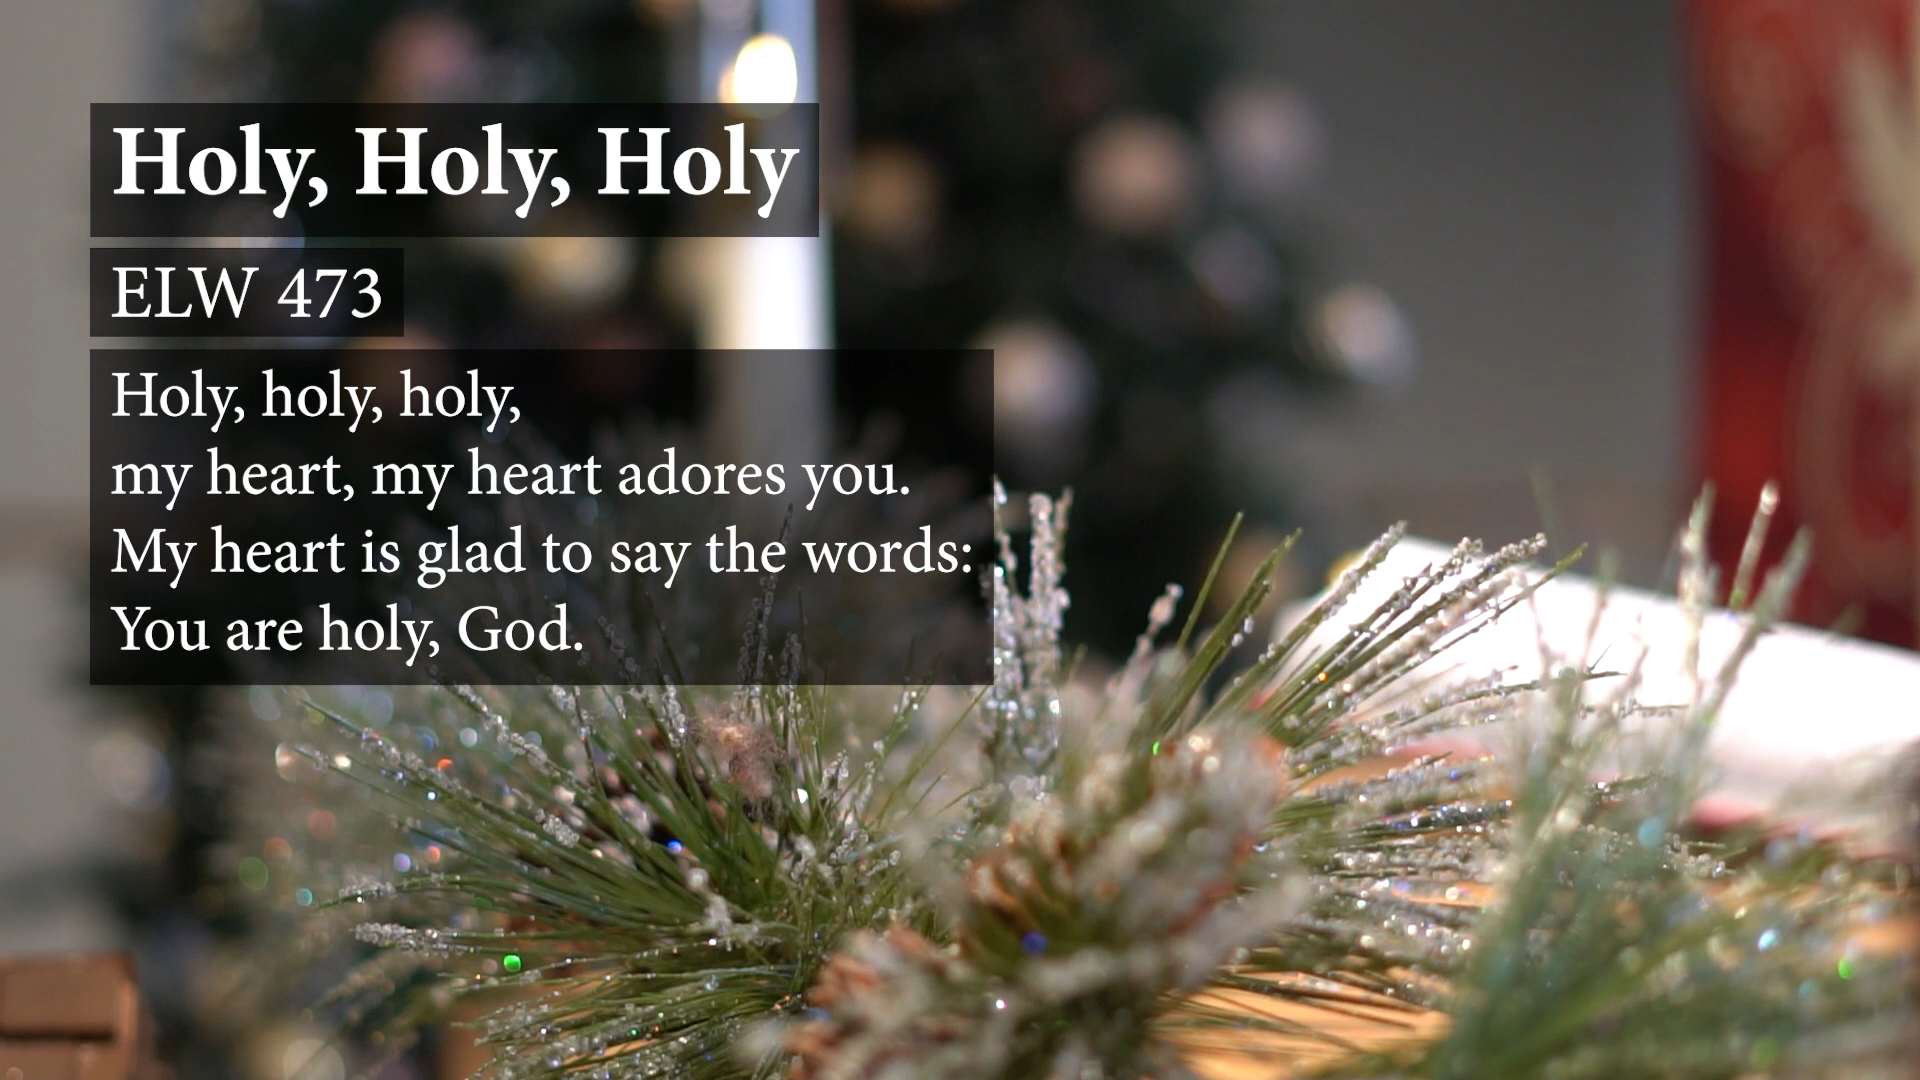 Holy, Holy, Holy
ELW 473
Holy, holy, holy,
my heart, my heart adores you.
My heart is glad to say the words:
You are holy, God.